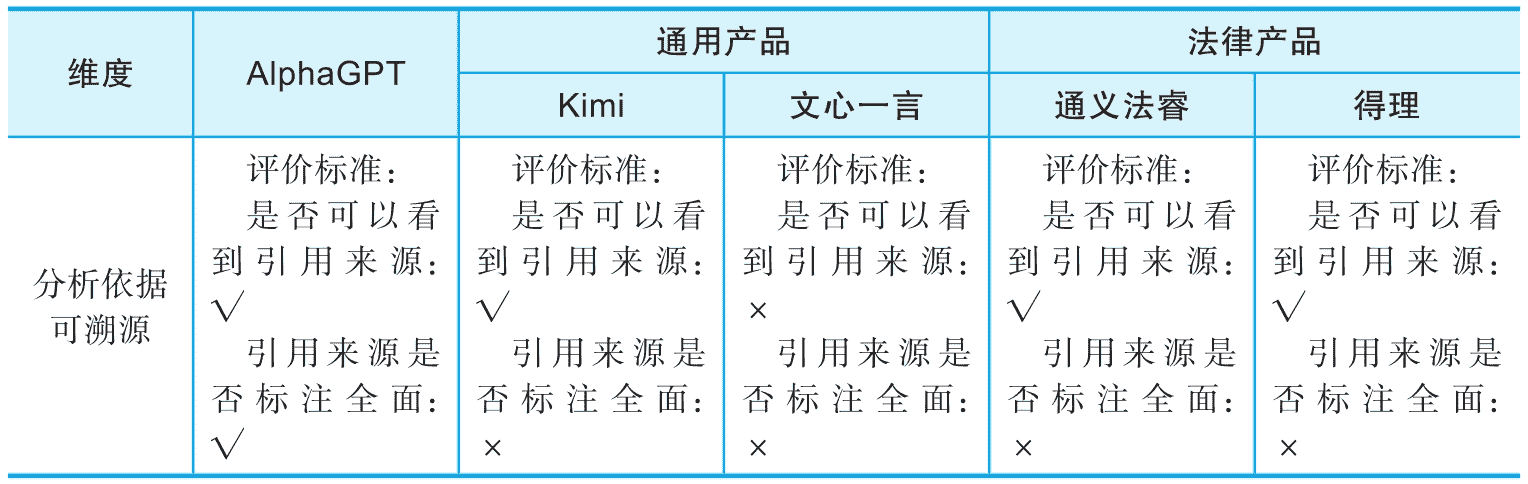 维度
AlphaGPT
通用产品
法律产品
Kimi
文心一言
通义法睿
得理
分析依据
可溯源
评价标准：
是否可以看
到引用来源：
√
引用来源是
否标注全面：
√
评价标准：
是否可以看
到引用来源：
√
引用来源是
否标注全面：
×
评价标准：
是否可以看
到引用来源：
×
引用来源是
否标注全面：
×
评价标准：
是否可以看
到引用来源：
√
引用来源是
否标注全面：
×
评价标准：
是否可以看
到引用来源：
√
引用来源是
否标注全面：
×